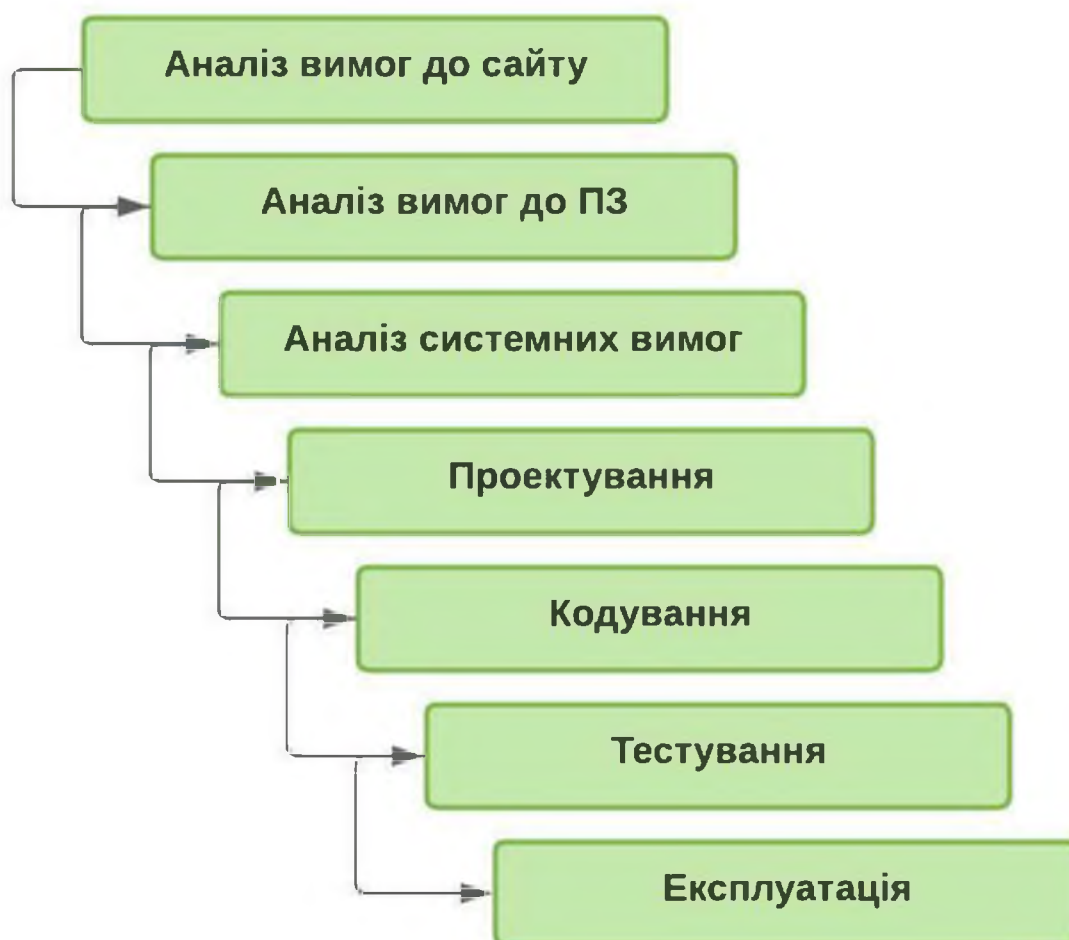 Аналіз вимог до сайту
Аналіз вимог до ПЗ
Аналіз системних вимог
Проектування
Кодування
Тестування
Експлуатація